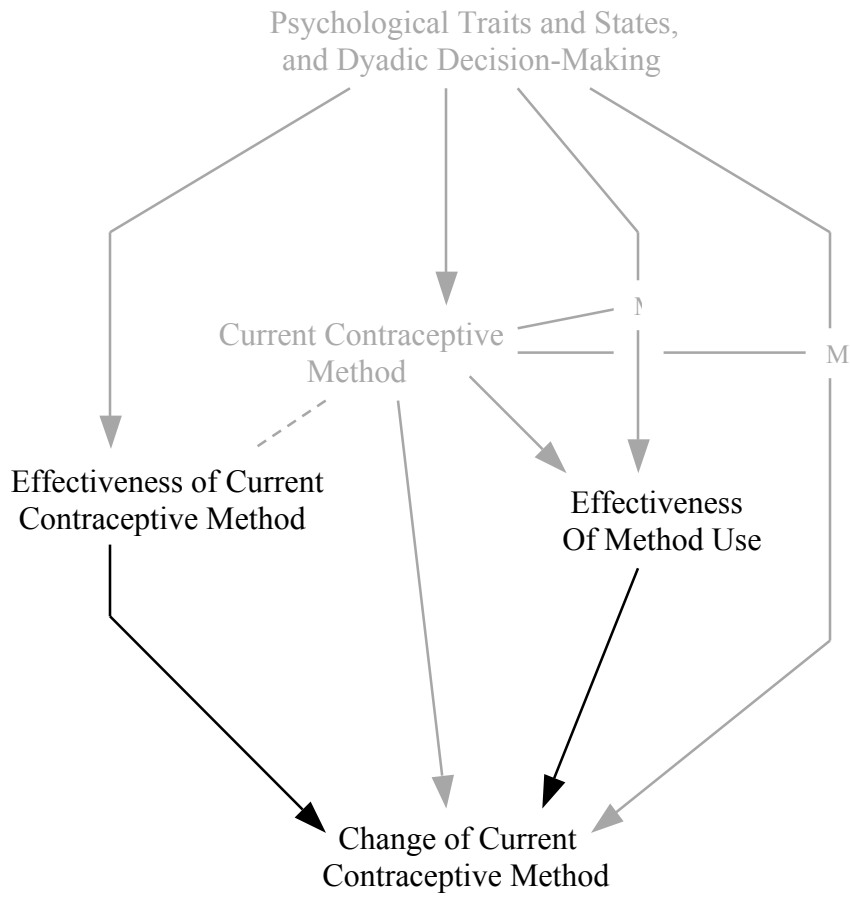 Psychological Traits and States,
and Dyadic Decision-Making
Current Contraceptive
Method
M
Effectiveness of Current
Contraceptive Method
Effectiveness
Of Method Use
Change of Current
Contraceptive Method